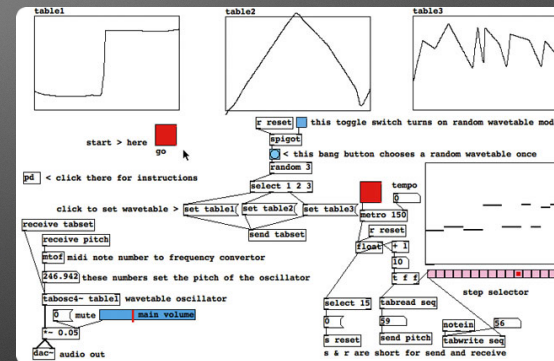 table1
table2
table3
r reset
this toggle switch turns on random wavetable mod
spigot
start > here
go
< this bang button chooses a random wavetable once
random 3
pd
< click there for instructions
select 1 2 3
tempo
0
click to set wavetable >
set table1
set table2
set table3
metro 150
receive tabset
send tabset
r reset
receive pitch
float
+ 1
mtof
midi note number to frequency convertor
10
246.942
these numbers set the pitch of the oscillator
t f f
tabosc4~ table1
wavetable oscillator
select 15
tabread seq
step selector
0
mute
main volume
0
59
notein
56
*~ 0.05
s reset
send pitch
tabwrite seq
dac~
audio out
s & r are short for send and receive